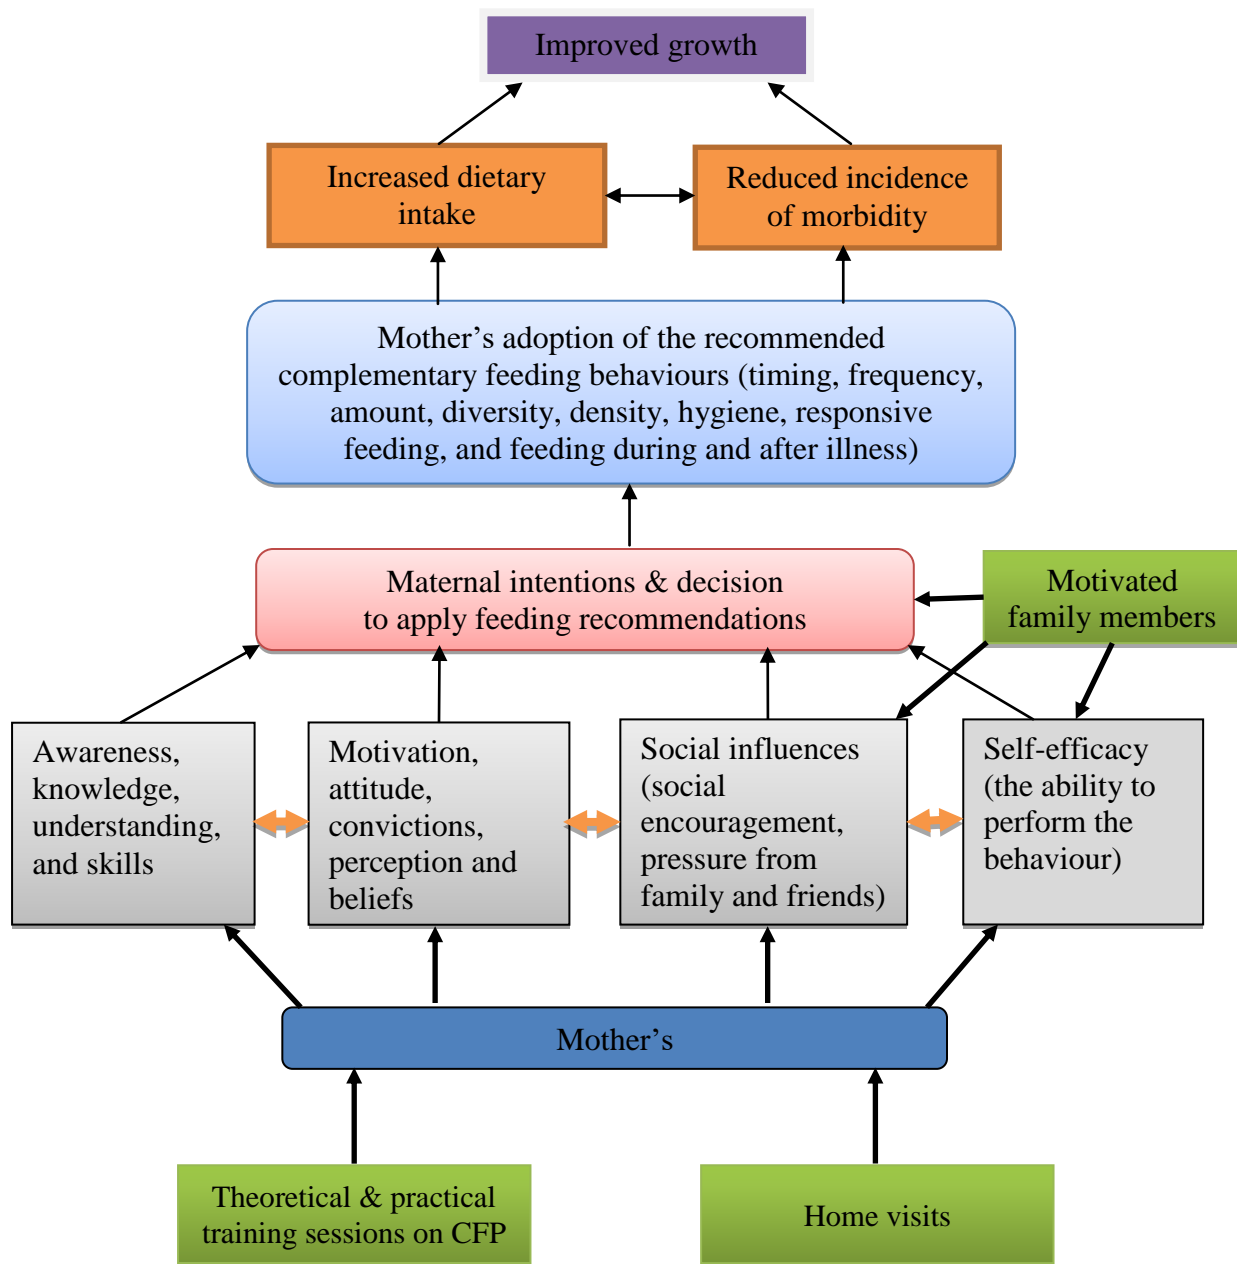 Improved growth
Increased dietary
intake
Reduced incidence
of morbidity
Mother’s adoption of the recommended
complementary feeding behaviours (timing, frequency,
amount, diversity, density, hygiene, responsive
feeding, and feeding during and after illness)
Maternal intentions & decision
to apply feeding recommendations
Motivated
family members
Awareness,
knowledge,
understanding,
and skills
Motivation,
attitude,
convictions,
perception and
beliefs
Social influences
(social
encouragement,
pressure from
family and friends)
Self-efficacy
(the ability to
perform the
behaviour)
Mother’s
Theoretical & practical
training sessions on CFP
Home visits